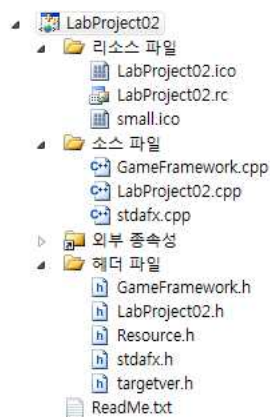 LabProject02
리소스 파일
LabProject02.ico
LabProject02.rc
small.ico
소스 파일
GameFramework.cpp
LabProject02.cpp
stdafx.cpp
외부 종속성
헤더 파일
GameFramework.h
LabProject02.h
Resource.h
stdafx.h
targetver.h
ReadMe.txt